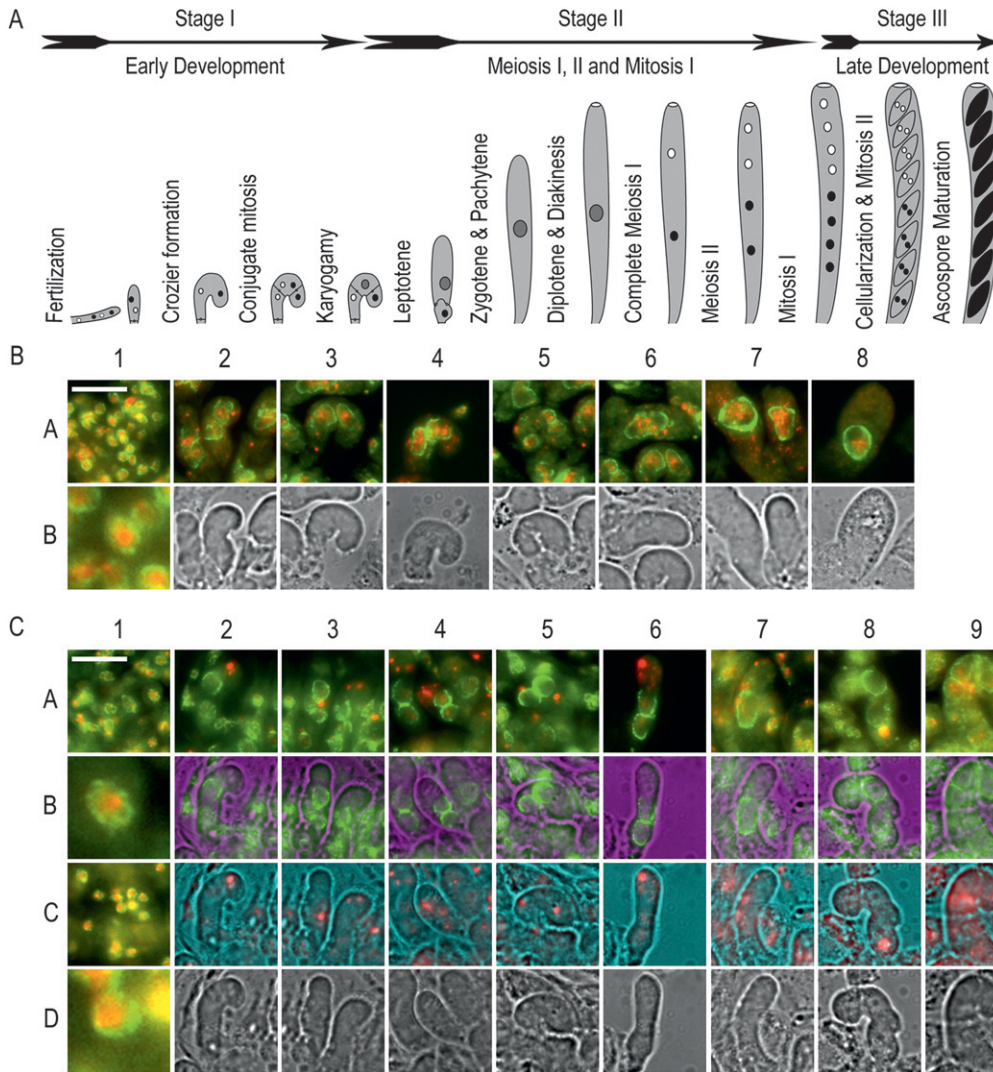 A
Stage I
Stage II
Stage III
Early Development
Meiosis I, II and Mitosis I
Late Development
Fertilization
Crozier formation
Conjugate mitosis
Karyogamy
Leptotene
Zygotene & Pachytene
Diplotene & Diakinesis
Complete Meiosis I
Meiosis II
Mitosis I
Cellularization & Mitosis II
Ascospore Maturation
B
1 2 3 4 5 6 7 8
A
B
C
1 2 3 4 5 6 7 8 9
A
B
C
D